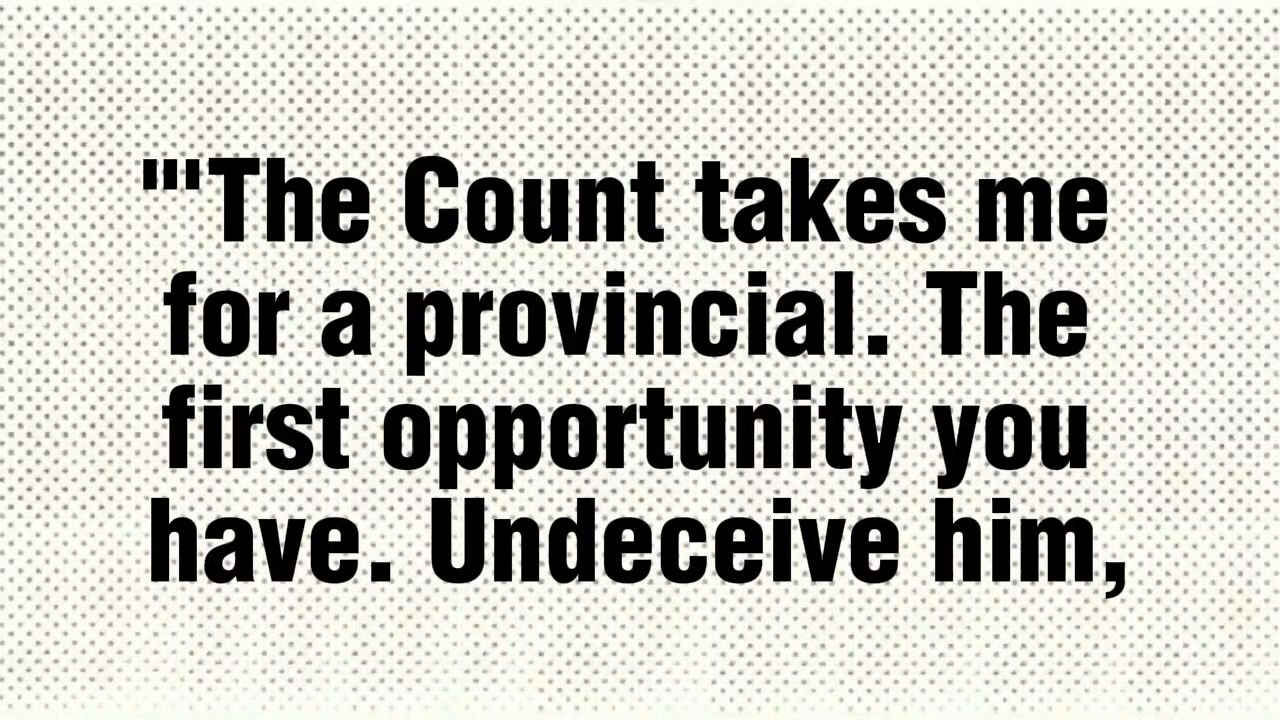 "'The Count takes me
for a provincial. The
first opportunity you
have. Undeceive him,